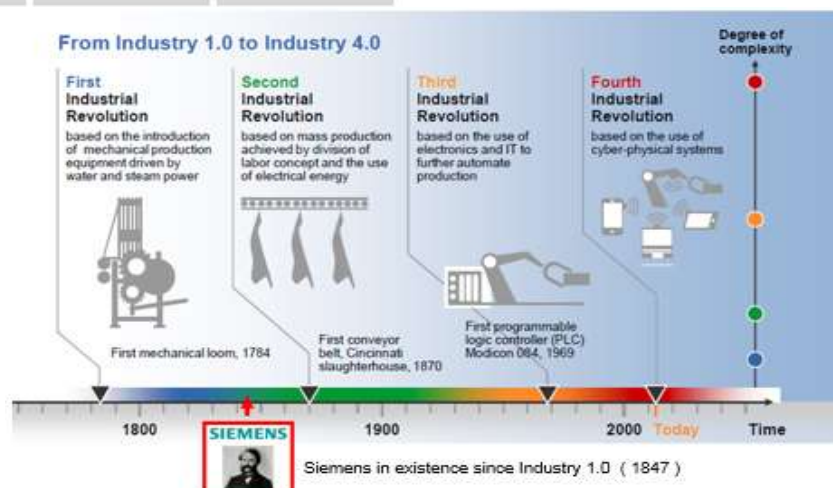 From Industry 1.0 to Industry 4.0
Degree of
complexity
First
Industrial
Revolution
based on the introduction
of mechanical production
equipment driven by
water and steam power
Second
Industrial
Revolution
based on mass production
achieved by division of
labor concept and the use
of electrical energy
Third
Industrial
Revolution
based on the use of
electronics and IT to
further automate
production
Fourth
Industrial
Revolution
based on the use of
cyber-physical systems
First mechanical loom, 1784
First conveyor
belt, Cincinnati
slaughterhouse, 1870
First programmable
logic controller (PLC)
Modicon 084, 1969
1800
1900
2000
Today
Time
SIEMENS
Siemens in existence since Industry 1.0 ( 1847 )